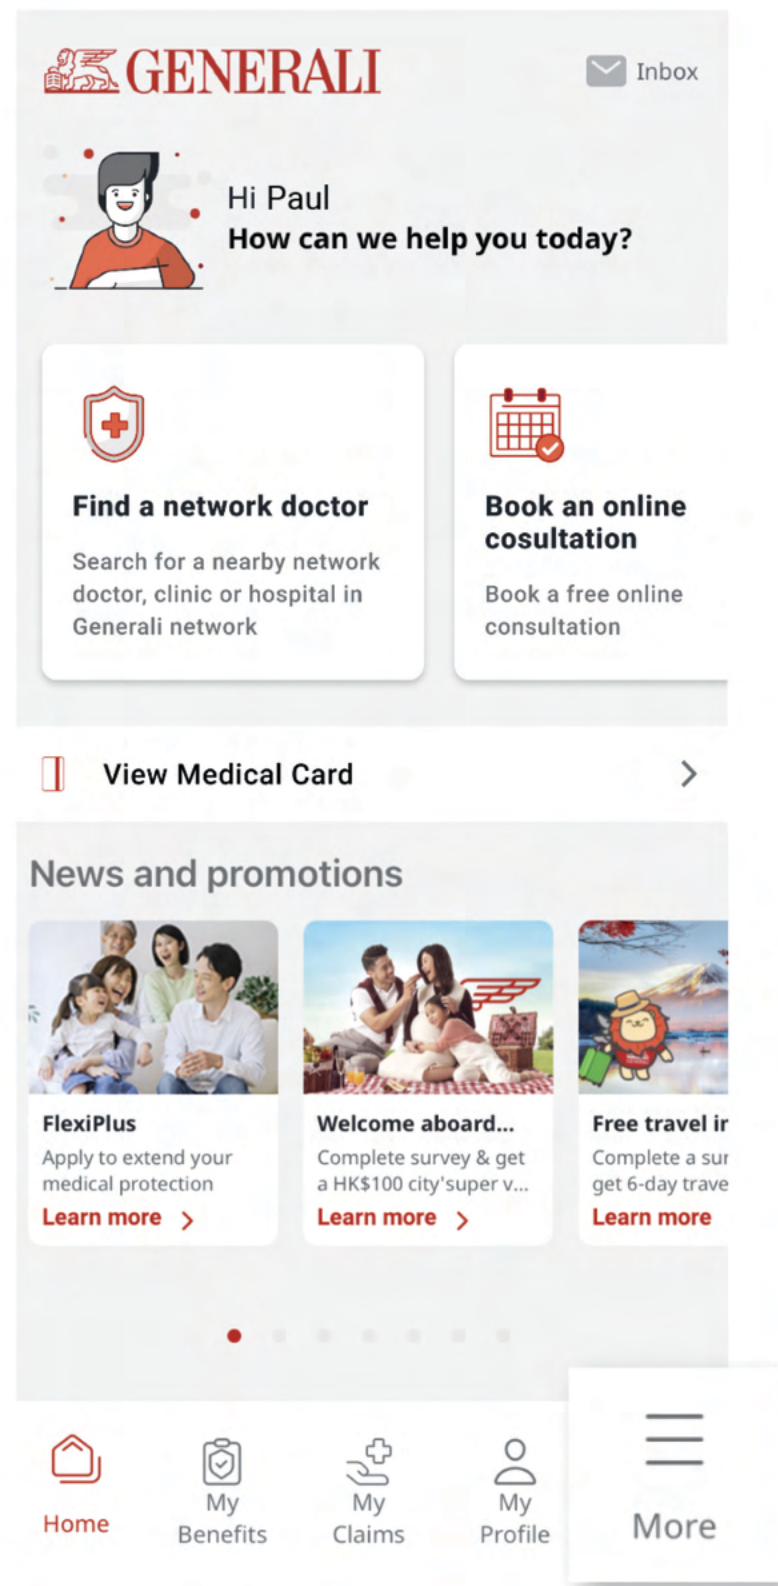 GENERALI
Inbox
Hi Paul
How can we help you today?
Find a network doctor
Search for a nearby network
doctor, clinic or hospital in
Generali network
Book an online
cosultation
Book a free online
consultation
View Medical Card
News and promotions
FlexiPlus
Apply to extend your
medical protection
Learn more
Welcome aboard...
Complete survey & get
a HK$100 city'super v...
Learn more
Free travel in
Complete a sur
get 6-day trave
Learn more
Home
My
Benefits
My
Claims
My
Profile
More